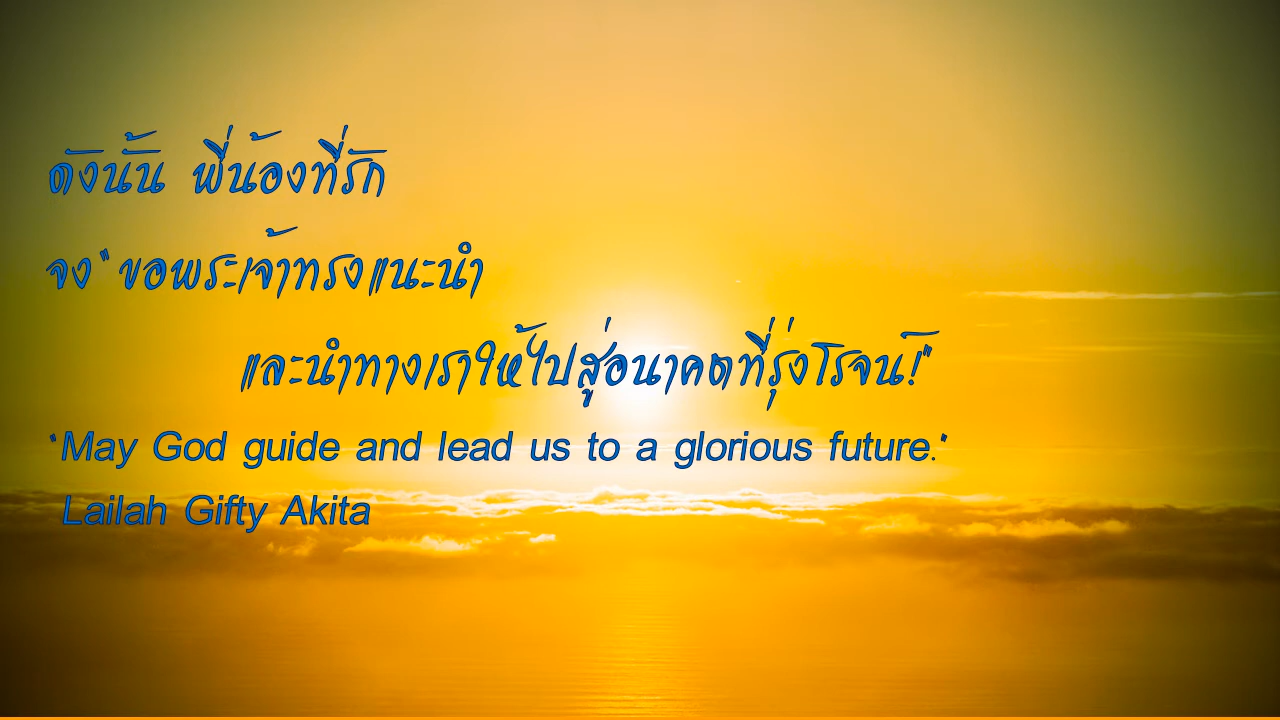 ดังนั้น พี่น้องที่รัก
จง"ขอพระเจ้าทรงแนะนำ
และนำทางเราให้ไปสู่อนาคตที่รุ่งโรจน์!"
"May God guide and lead us to a glorious future."
Lailah Gifty Akita